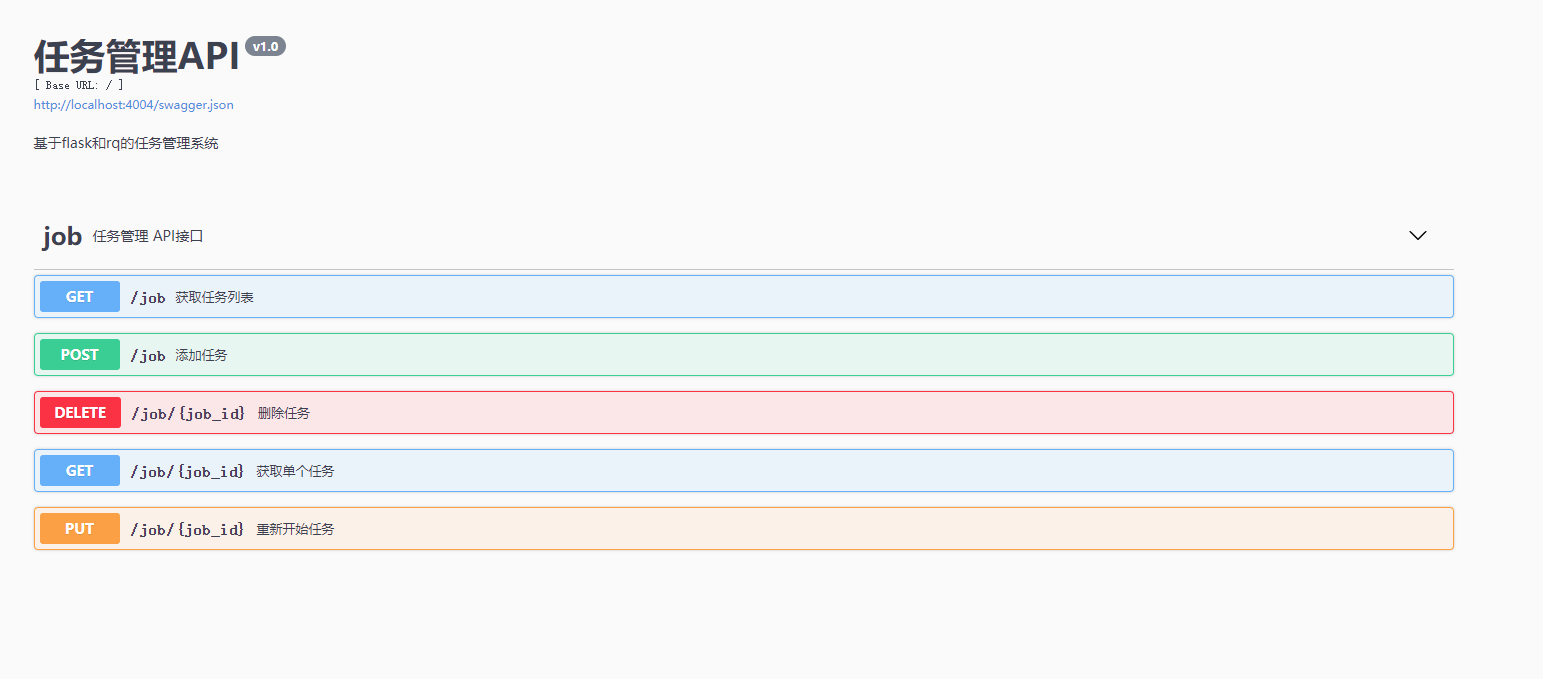 任务管理API v1.0
[ Base URL: / ]
http://localhost:4004/swagger.json
基于flask和rq的任务管理系统
job 任务管理 API接口
GET /job 获取任务列表
POST /job 添加任务
DELETE /job/{job_id} 删除任务
GET /job/{job_id} 获取单个任务
PUT /job/{job_id} 重新开始任务